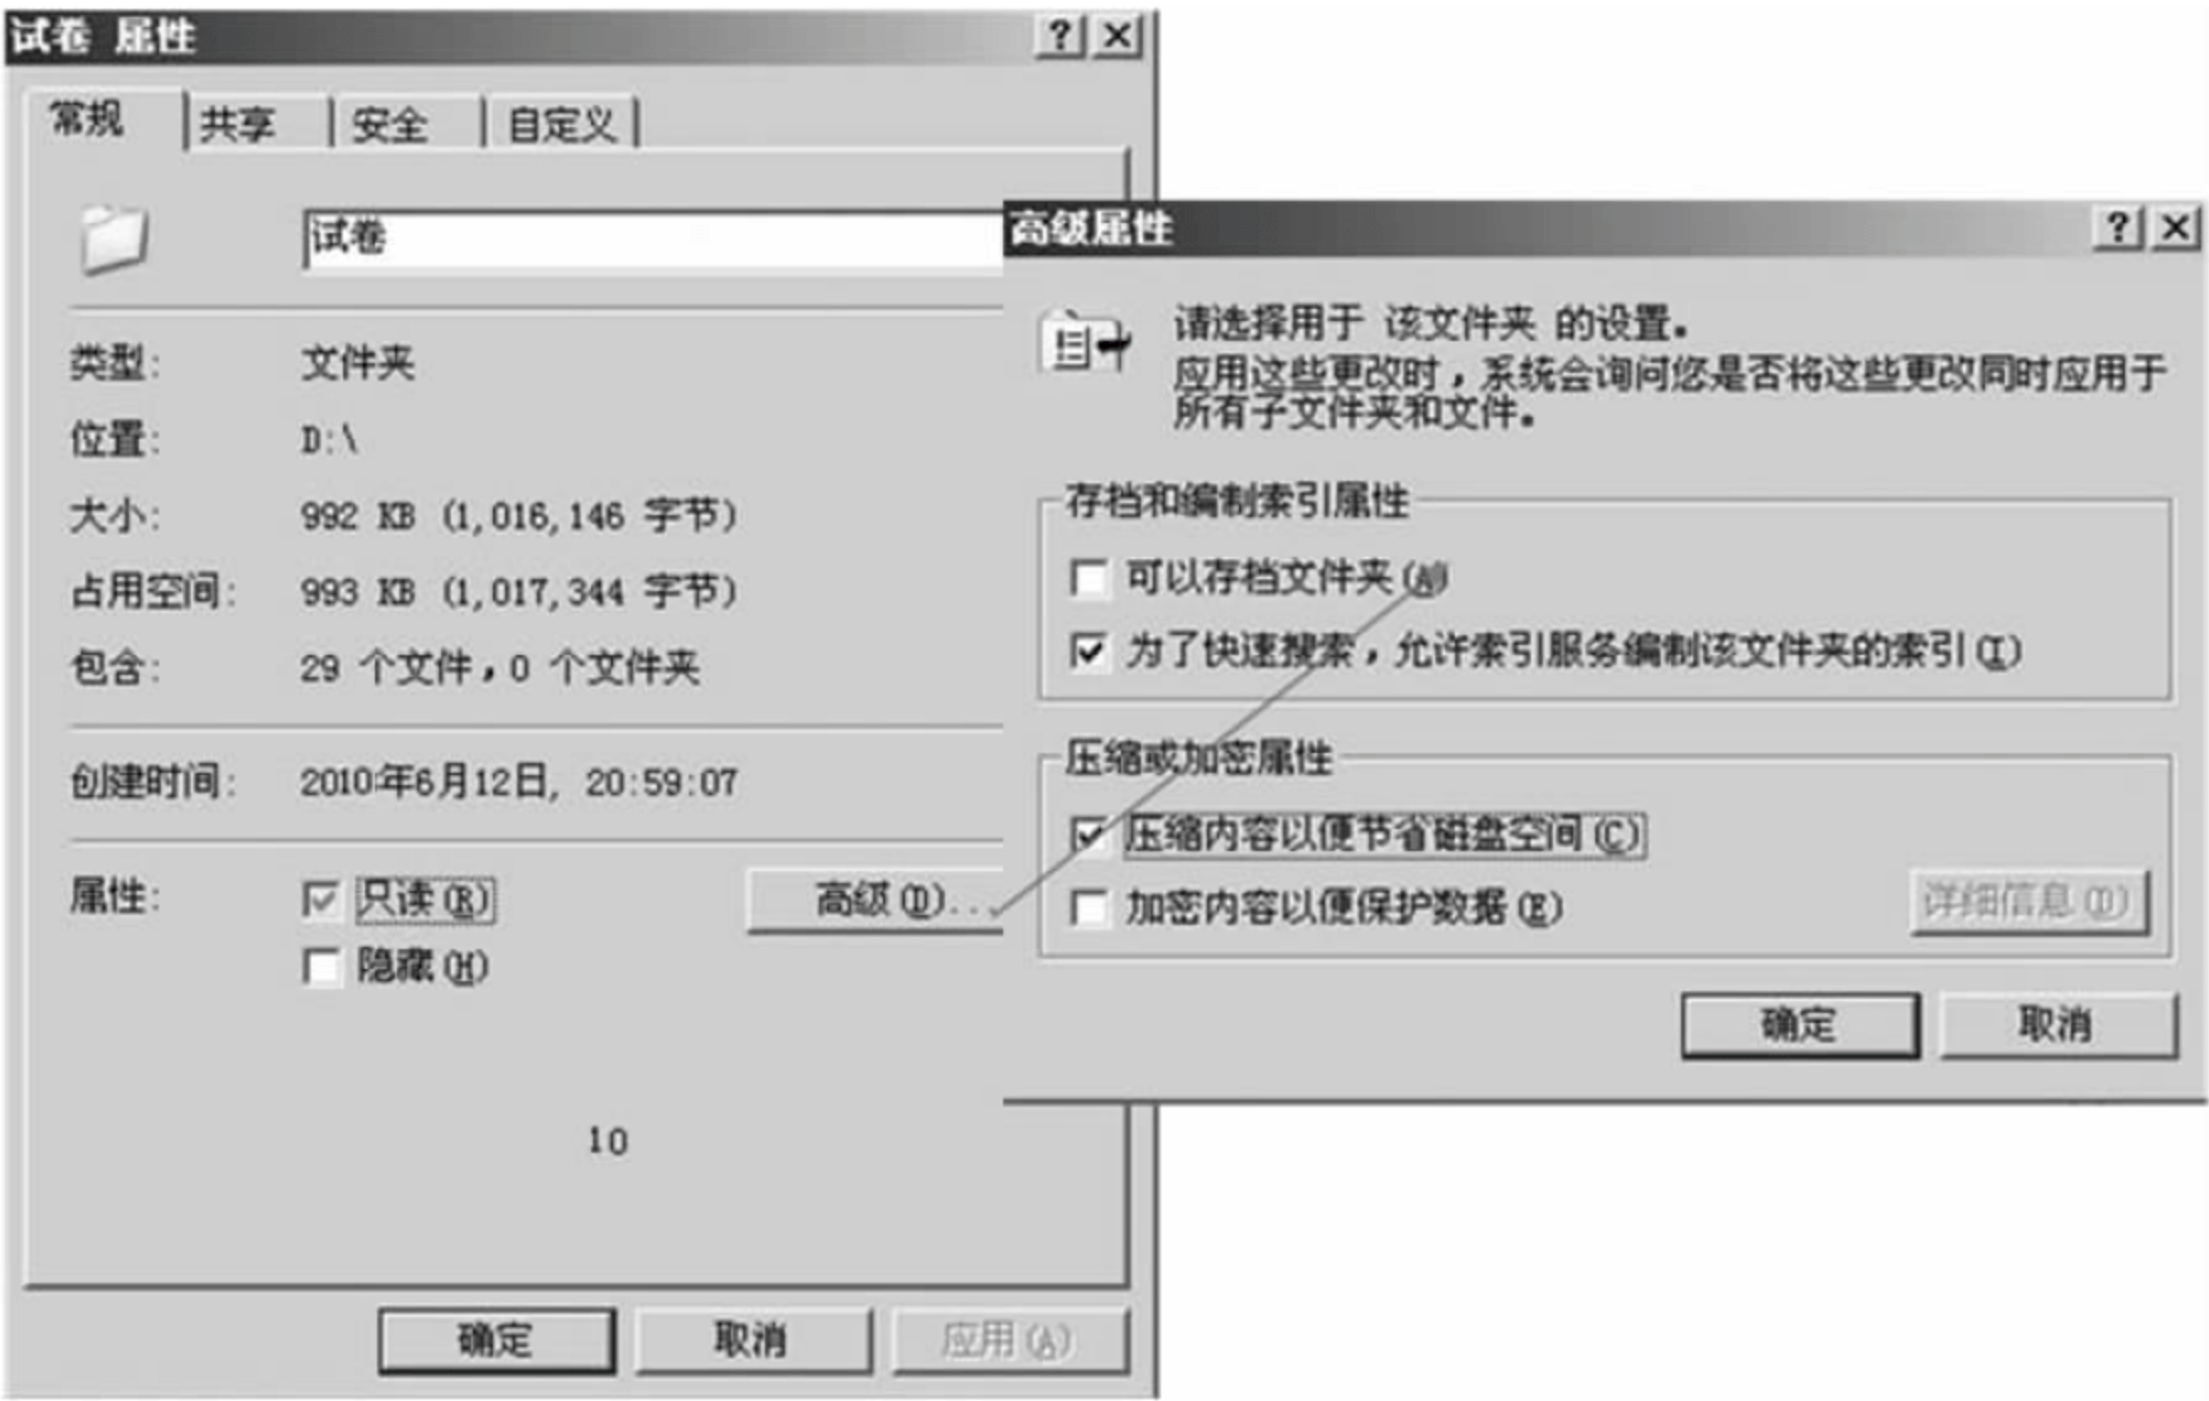 试卷 属性
常规 共享 安全 自定义
试卷
类型: 文件夹
位置: D:\
大小: 992 KB (1,016,146 字节)
占用空间: 993 KB (1,017,344 字节)
包含: 29 个文件,0 个文件夹
创建时间: 2010年6月12日, 20:59:07
属性: 只读(R) 高级(D)...
隐藏(H)
10
确定 取消 应用(A)
高级属性
请选择用于 该文件夹 的设置。
应用这些更改时,系统会询问您是否将这些更改同时应用于
所有子文件夹和文件。
存档和编制索引属性
可以存档文件夹(A)
为了快速搜索,允许索引服务编制该文件夹的索引(I)
压缩或加密属性
压缩内容以便节省磁盘空间(C)
加密内容以便保护数据(E) 详细信息(D)
确定 取消